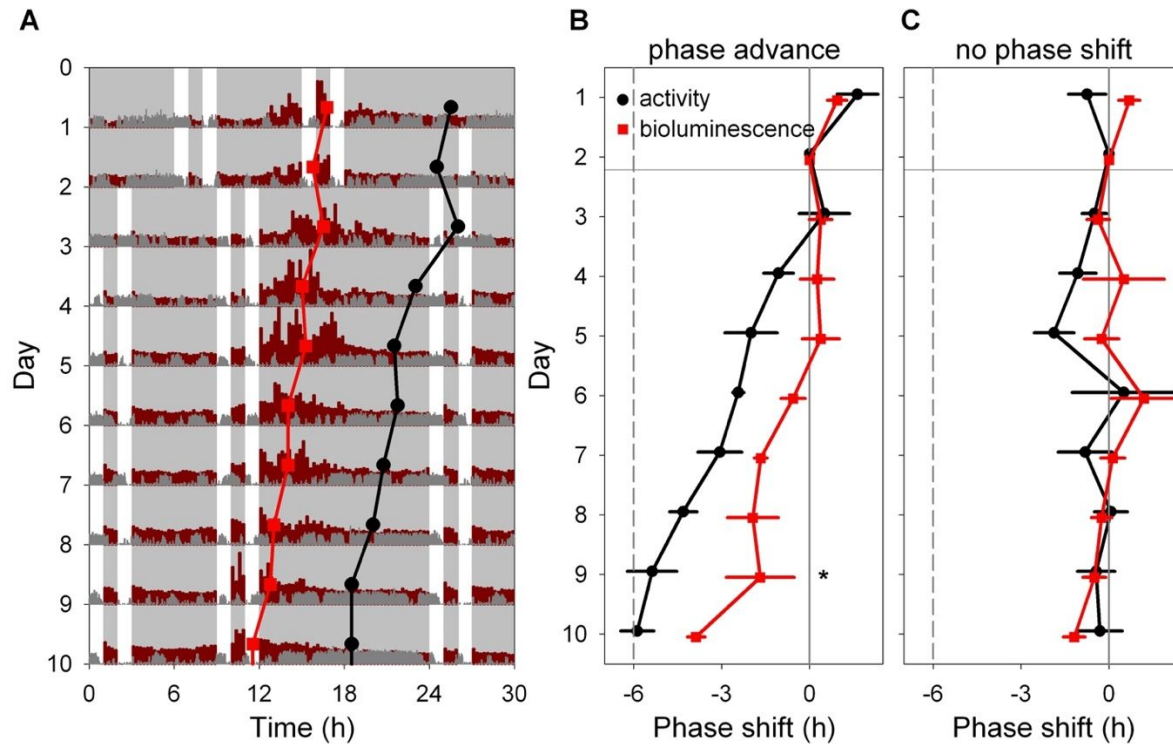 A
B
C
phase advance
no phase shift
activity
bioluminescence
Day
0
1
2
3
4
5
6
7
8
9
10
0
6
12
18
24
30
Time (h)
Day
1
2
3
4
5
6
7
8
9
10
*
-6
-3
0
Phase shift (h)
-6
-3
0
Phase shift (h)